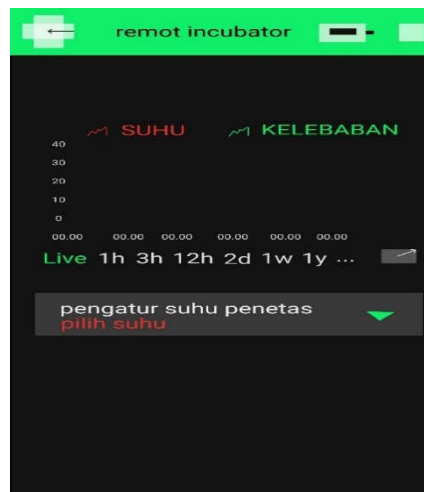 remot incubator
SUHU KELEBABAN
40
30
20
10
0
00.00 00.00 00.00 00.00 00.00 00.00
Live 1h 3h 12h 2d 1w 1y ...
pengatur suhu penetas
pilih suhu